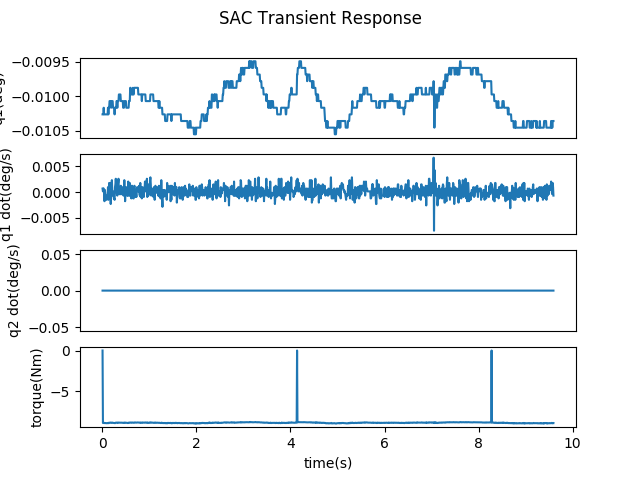 SAC Transient Response
−0.0095
−0.0100
−0.0105
q1(deg)
0.005
0.000
−0.005
q1 dot(deg/s)
0.05
0.00
−0.05
q2 dot(deg/s)
0
−5
torque(Nm)
0 2 4 6 8 10
time(s)